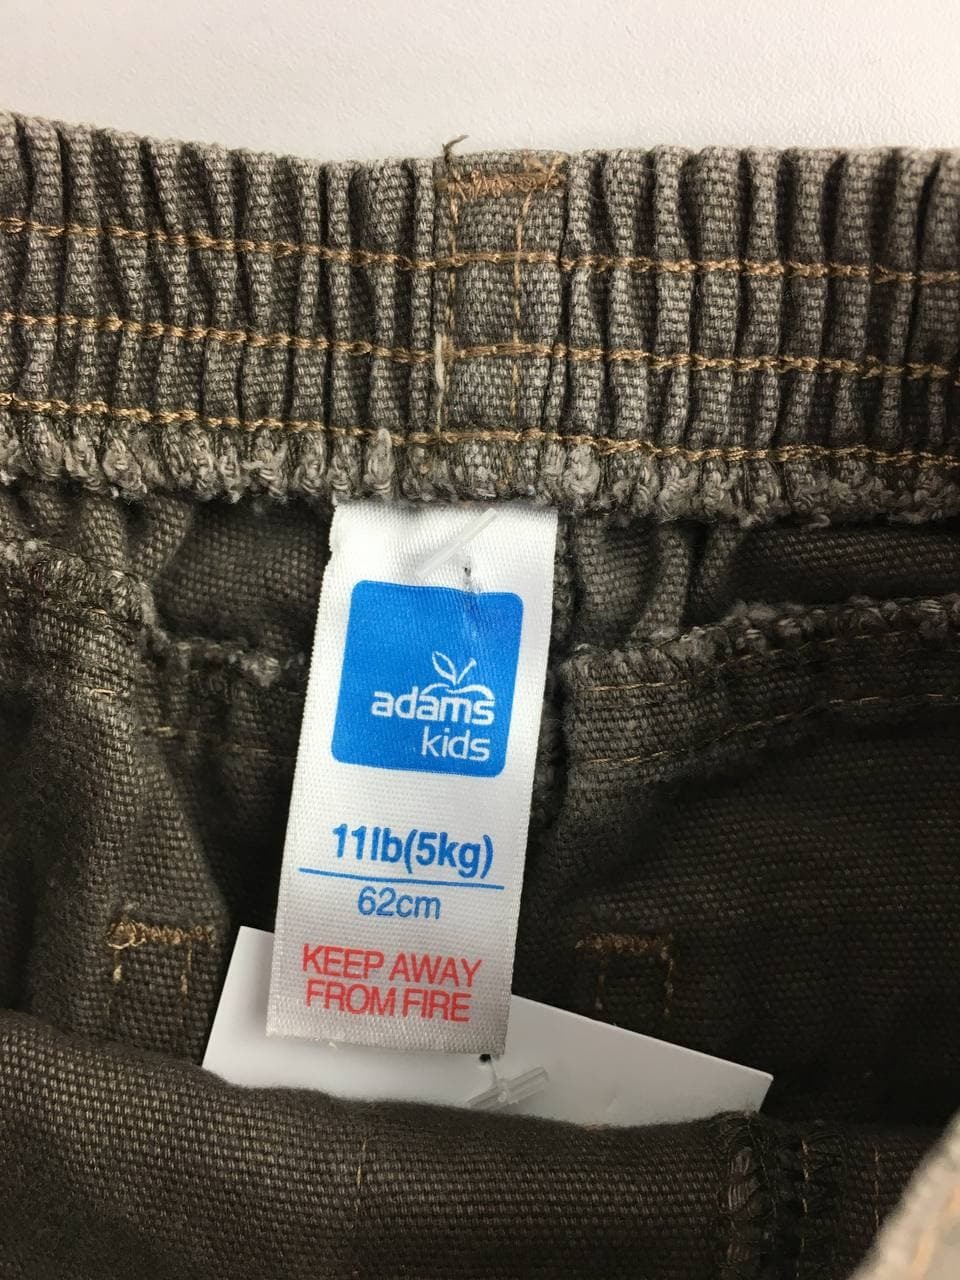 adams
kids
11lb(5kg)
62cm
KEEP AWAY
FROM FIRE